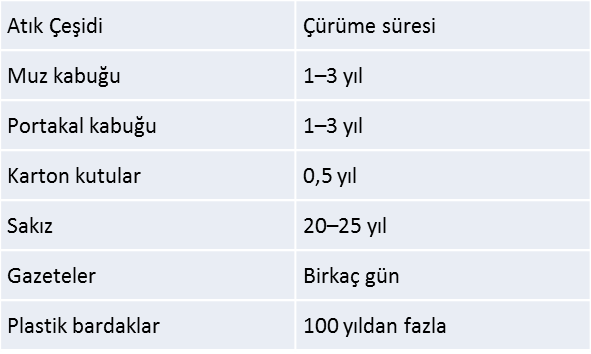 Atık Çeşidi Çürüme süresi
Muz kabuğu 1–3 yıl
Portakal kabuğu 1–3 yıl
Karton kutular 0,5 yıl
Sakız 20–25 yıl
Gazeteler Birkaç gün
Plastik bardaklar 100 yıldan fazla